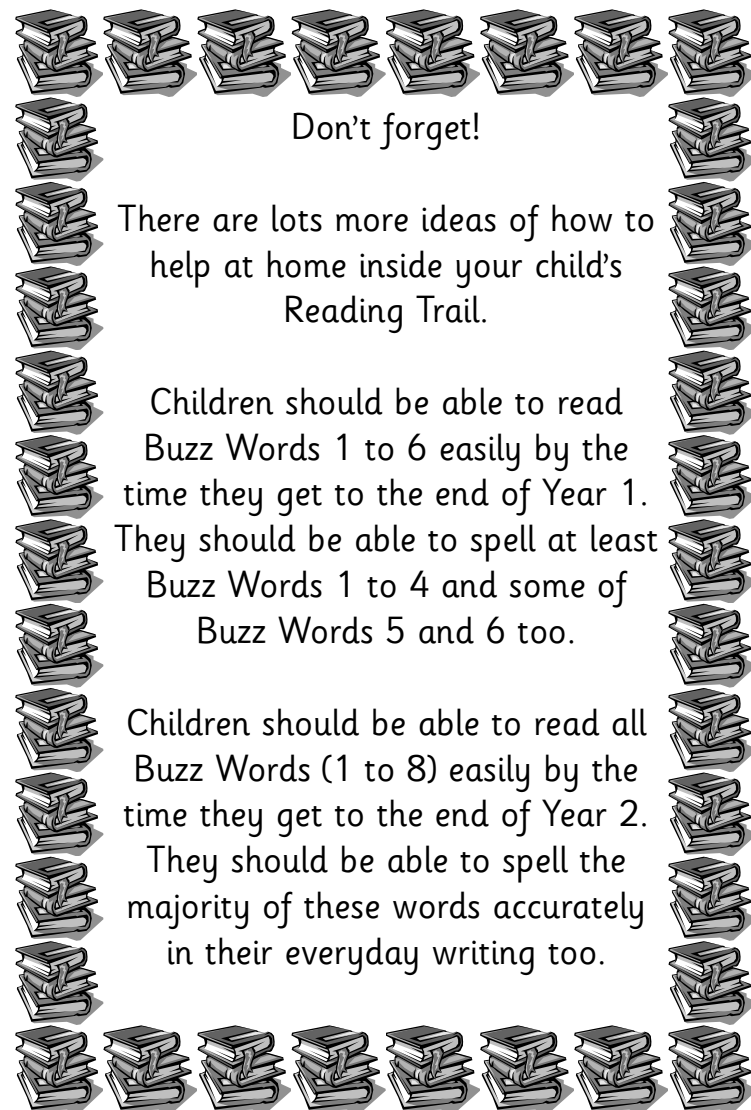 Don’t forget!
There are lots more ideas of how to
help at home inside your child’s
Reading Trail.
Children should be able to read
Buzz Words 1 to 6 easily by the
time they get to the end of Year 1.
They should be able to spell at least
Buzz Words 1 to 4 and some of
Buzz Words 5 and 6 too.
Children should be able to read all
Buzz Words (1 to 8) easily by the
time they get to the end of Year 2.
They should be able to spell the
majority of these words accurately
in their everyday writing too.